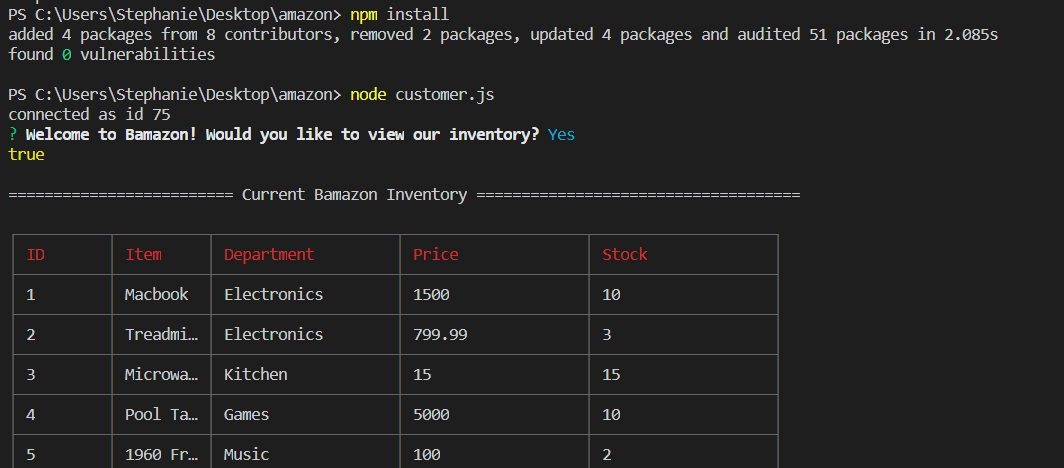 PS C:\Users\Stephanie\Desktop\amazon> npm install
added 4 packages from 8 contributors, removed 2 packages, updated 4 packages and audited 51 packages in 2.085s
found 0 vulnerabilities
PS C:\Users\Stephanie\Desktop\amazon> node customer.js
connected as id 75
? Welcome to Bamazon! Would you like to view our inventory? Yes
true
========================= Current Bamazon Inventory ====================================
ID Item Department Price Stock
1 Macbook Electronics 1500 10
2 Treadmi… Electronics 799.99 3
3 Microwa… Kitchen 15 15
4 Pool Ta… Games 5000 10
5 1960 Fr… Music 100 2